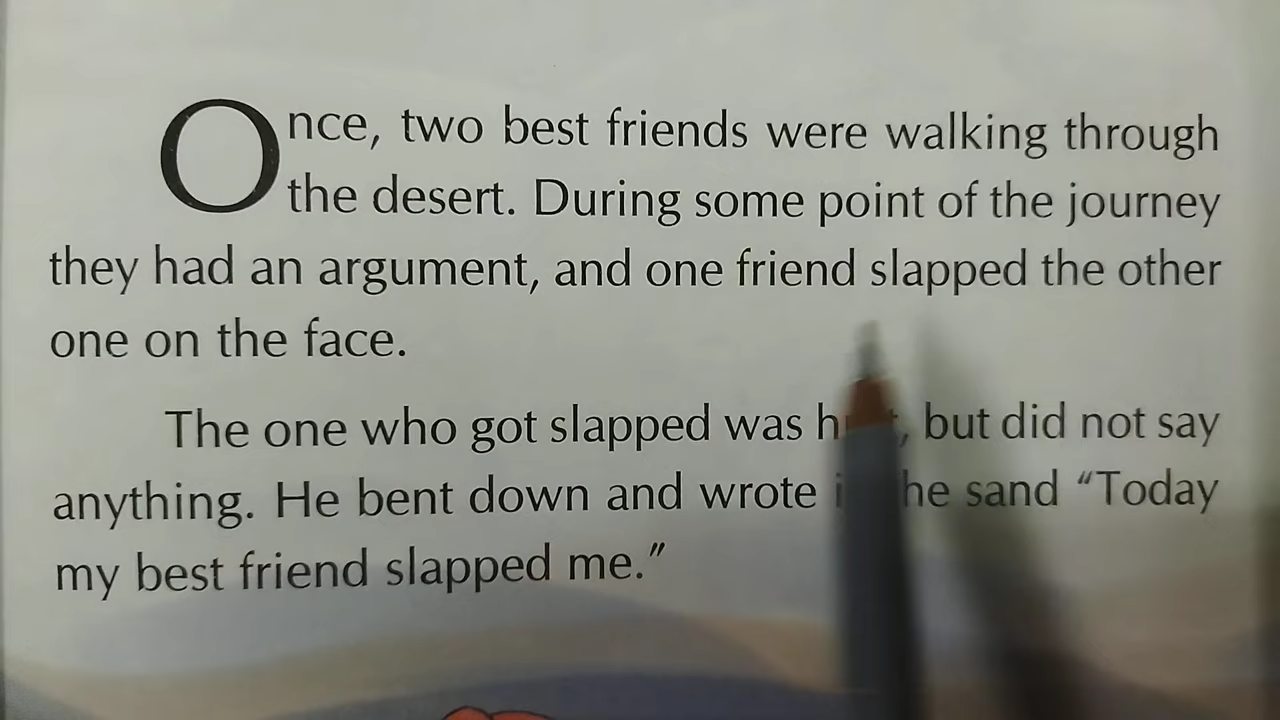 Once, two best friends were walking through
the desert. During some point of the journey
they had an argument, and one friend slapped the other
one on the face.
The one who got slapped was but did not say
anything. He bent down and wrote sand “Today
my best friend slapped me.”